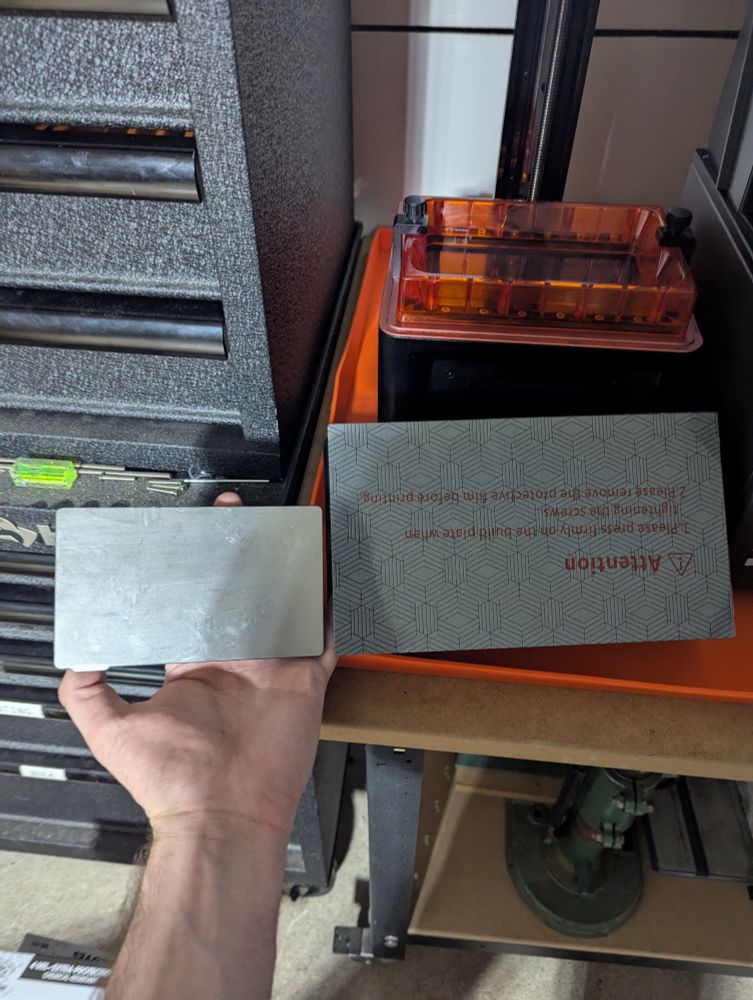 Attention
1.Please press firmly on the build plate when
tightening the screws
2.Please remove the protective film before printing